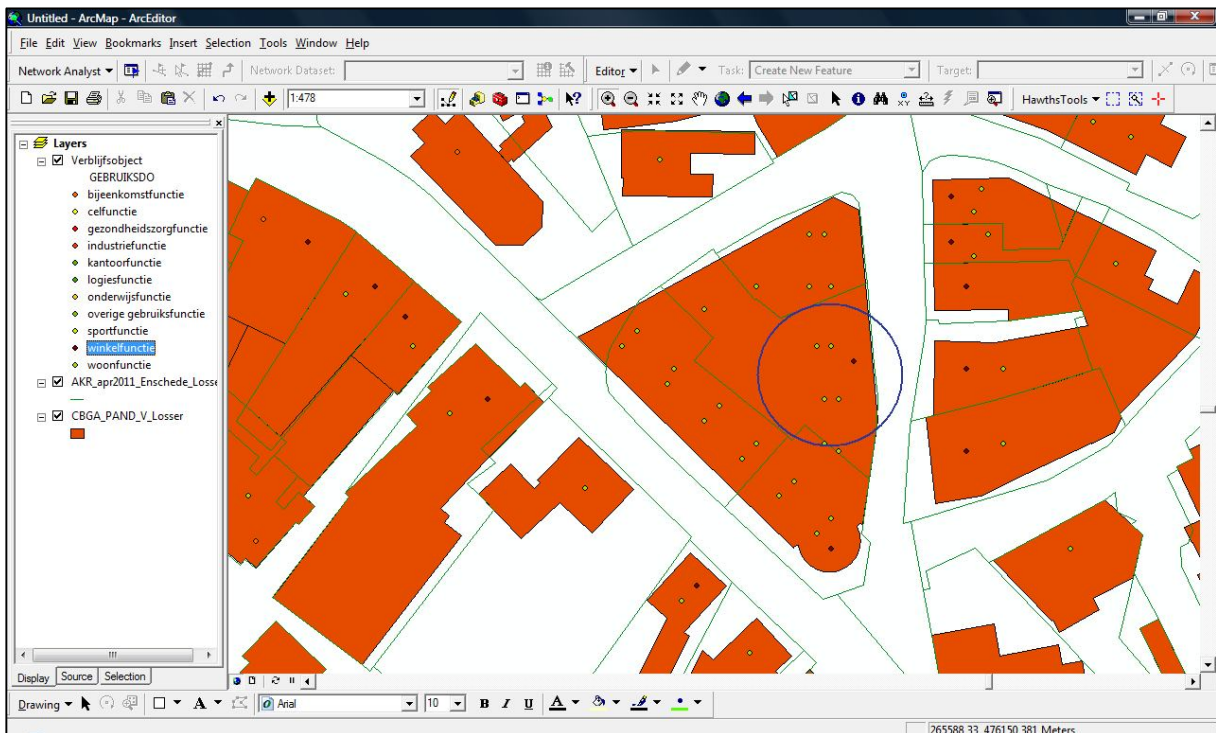 Untitled - ArcMap - ArcEditor
File Edit View Bookmarks Insert Selection Tools Window Help
Network Analyst Network Dataset: Editor Task: Create New Feature Target:
1:478 HawthsTools
Layers
Verblijfsobject
GEBRUIKSDO
bijeenkomstfunctie
celfunctie
gezondheidszorgfunctie
industriefunctie
kantoorfunctie
logiesfunctie
onderwijsfunctie
overige gebruiksfunctie
sportfunctie
winkelfunctie
woonfunctie
AKR_apr2011_Enschede_Losse
CBGA_PAND_V_Losser
Display Source Selection
Drawing A Arial 10 B I U A
265588,33 476150,381 Meters